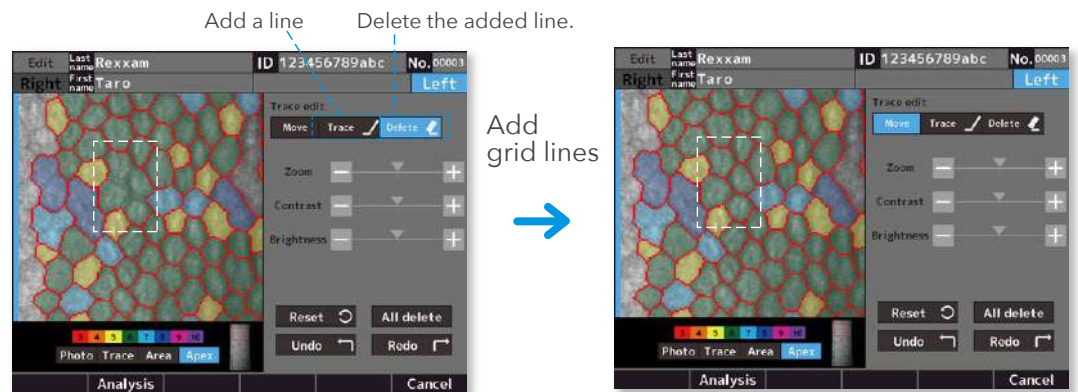 Add a line Delete the added line.
Edit Last name Rexxam ID 123456789abc No. 00003
Right First name Taro Left
Trace edit
Move Trace Delete
Zoom
Contrast
Brightness
Reset All delete
3 4 5 6 7 8 9 10
Undo Redo
Photo Trace Area Apex
Analysis Cancel
Add
grid lines
Edit Last name Rexxam ID 123456789abc No. 00003
Right First name Taro Left
Trace edit
Move Trace Delete
Zoom
Contrast
Brightness
Reset All delete
3 4 5 6 7 8 9 10
Undo Redo
Photo Trace Area Apex
Analysis Cancel